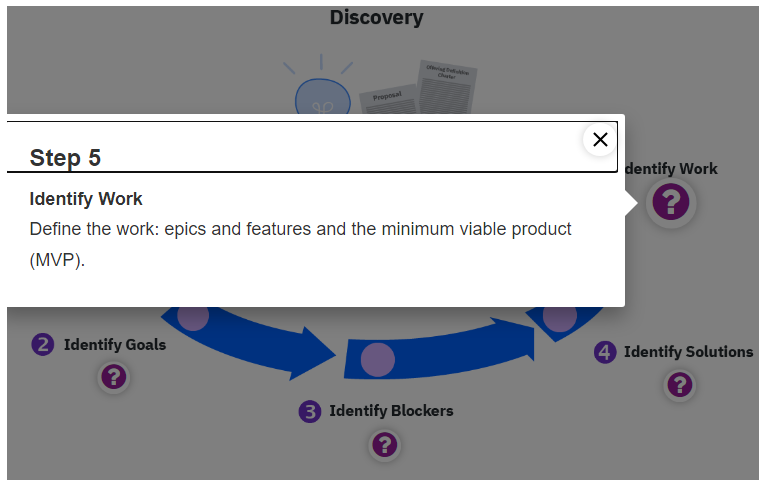 Discovery
Offering Definition
Charter
Proposal
Step 5
Identify Work
Define the work: epics and features and the minimum viable product
(MVP).
dentify Work
?
2 Identify Goals
?
4 Identify Solutions
?
3 Identify Blockers
?